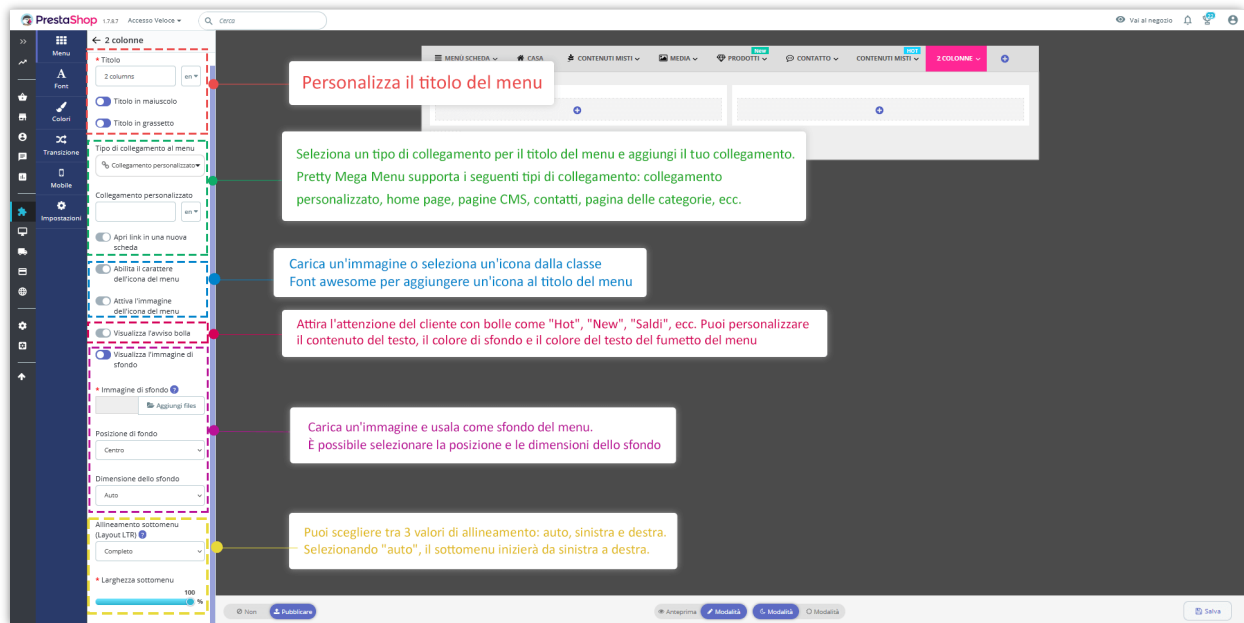 PrestaShop 1.7.8.7 Accesso Veloce Cerca Vai al negozio
Menu
Font
Colori
Transizione
Mobile
Impostazioni
2 colonne
* Titolo
2 columns en
Titolo in maiuscolo
Titolo in grassetto
Tipo di collegamento al menu
Collegamento personalizzato
Collegamento personalizzato
en
Apri link in una nuova
scheda
Abilita il carattere
dell'icona del menu
Attiva l'immagine
dell'icona del menu
Visualizza l'avviso bolla
Visualizza l'immagine di
sfondo
* Immagine di sfondo ?
Aggiungi files
Posizione di fondo
Centro
Dimensione dello sfondo
Auto
Allineamento sottomenu
(Layout LTR) ?
Completo
* Larghezza sottomenu
100
%
New HOT
MENÙ SCHEDA CASA CONTENUTI MISTI MEDIA PRODOTTI CONTATTO CONTENUTI MISTI 2 COLONNE
Personalizza il titolo del menu
Seleziona un tipo di collegamento per il titolo del menu e aggiungi il tuo collegamento.
Pretty Mega Menu supporta i seguenti tipi di collegamento: collegamento
personalizzato, home page, pagine CMS, contatti, pagina delle categorie, ecc.
Carica un'immagine o seleziona un'icona dalla classe
Font awesome per aggiungere un'icona al titolo del menu
Attira l'attenzione del cliente con bolle come "Hot", "New", "Saldi", ecc. Puoi personalizzare
il contenuto del testo, il colore di sfondo e il colore del testo del fumetto del menu
Carica un'immagine e usala come sfondo del menu.
È possibile selezionare la posizione e le dimensioni dello sfondo
Puoi scegliere tra 3 valori di allineamento: auto, sinistra e destra.
Selezionando "auto", il sottomenu inizierà da sinistra a destra.
Non Pubblicare Anteprima Modalità Modalità Modalità Salva